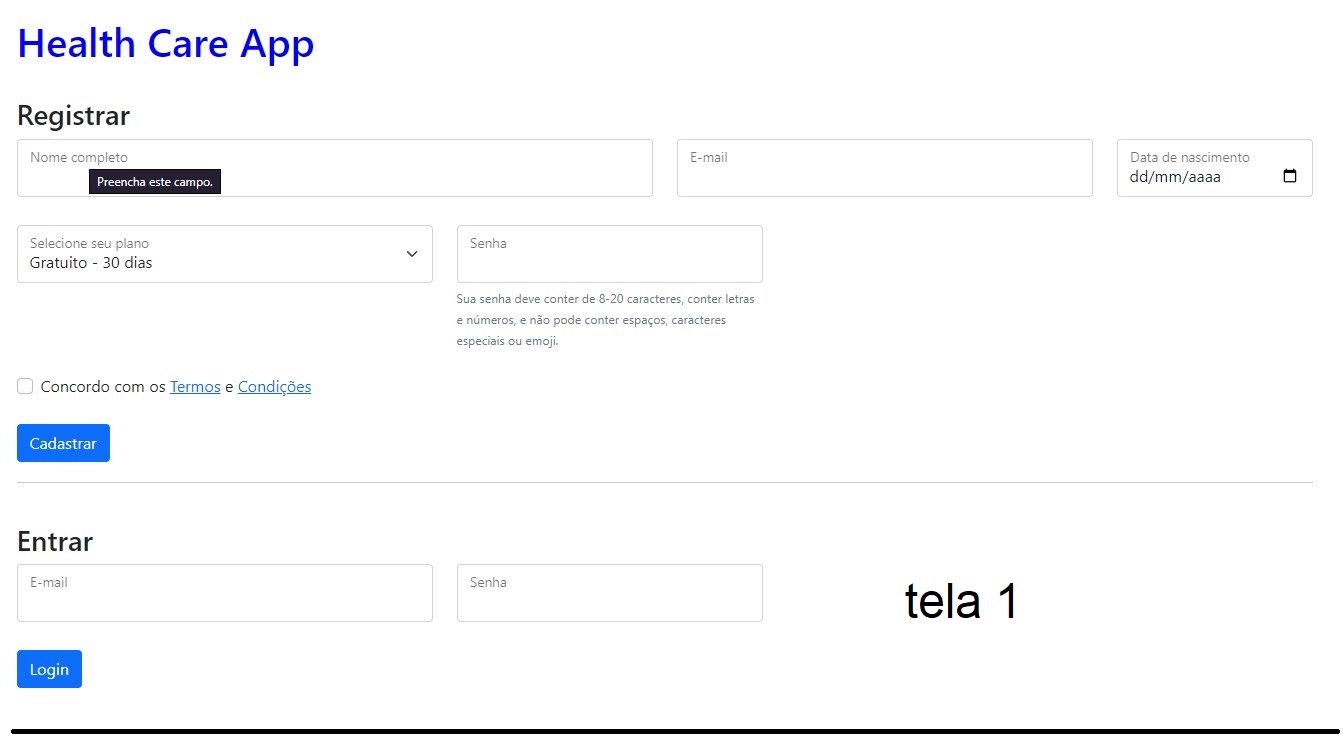 Health Care App
Registrar
Nome completo
Preencha este campo.
E-mail
Data de nascimento
dd/mm/aaaa
Selecione seu plano
Gratuito - 30 dias
Senha
Sua senha deve conter de 8-20 caracteres, conter letras
e números, e não pode conter espaços, caracteres
especiais ou emoji.
Concordo com os Termos e Condições
Cadastrar
Entrar
E-mail
Senha
tela 1
Login